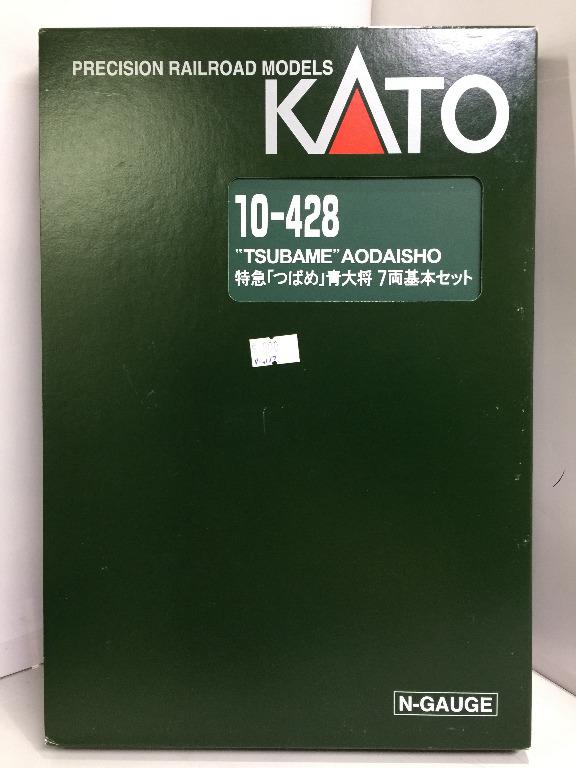 PRECISION RAILROAD MODELS
KATO
10-428
"TSUBAME" AODAISHO
特急「つばめ」青大将 7両基本セット
N-GAUGE